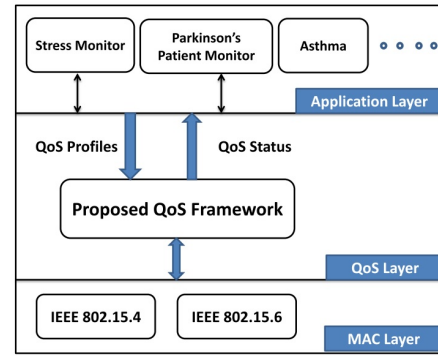 Stress Monitor
Parkinson's
Patient Monitor
Asthma
Application Layer
QoS Profiles
QoS Status
Proposed QoS Framework
QoS Layer
IEEE 802.15.4
IEEE 802.15.6
MAC Layer